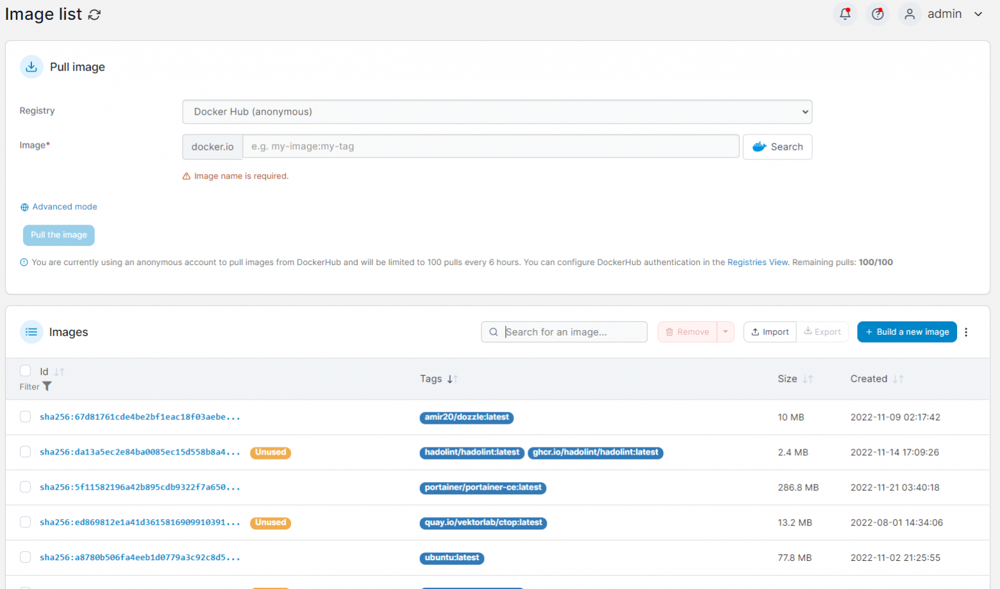 Image list
admin
Pull image
Registry
Docker Hub (anonymous)
Image*
docker.io
e.g. my-image:my-tag
Search
Image name is required.
Advanced mode
Pull the image
You are currently using an anonymous account to pull images from DockerHub and will be limited to 100 pulls every 6 hours. You can configure DockerHub authentication in the Registries View. Remaining pulls: 100/100
Images
Search for an image...
Remove
Import
Export
+ Build a new image
Id
Filter
Tags
Size
Created
sha256:67d81761cde4be2bf1eac18f03aebe... amir20/dozzle:latest 10 MB 2022-11-09 02:17:42
sha256:da13a5ec2e84ba0085ec15d558b8a4... Unused hadolint/hadolint:latest ghcr.io/hadolint/hadolint:latest 2.4 MB 2022-11-14 17:09:26
sha256:5f11582196a42b895cdb9322f7a650... portainer/portainer-ce:latest 286.8 MB 2022-11-21 03:40:18
sha256:ed869812e1a41d3615816909910391... Unused quay.io/vektorlab/ctop:latest 13.2 MB 2022-08-01 14:34:06
sha256:a8780b506fa4eeb1d0779a3c92c8d5... ubuntu:latest 77.8 MB 2022-11-02 21:25:55